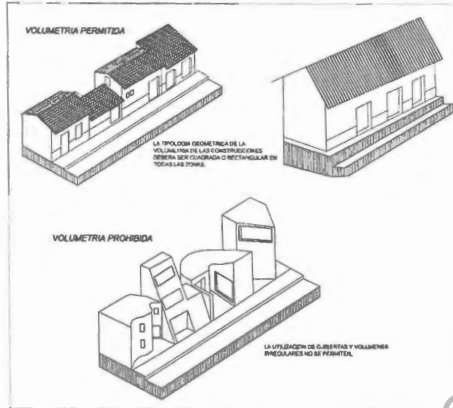 VOLUMETRIA PERMITIDA
LA TIPOLOGIA GEOMETRICA DE LA
VOLUMETRIA DE LAS CONSTRUCCIONES
DEBERA SER CUADRADA O RECTANGULAR EN
TODAS LAS ZONAS.
VOLUMETRIA PROHIBIDA
LA UTILIZACION DE CUBIERTAS Y VOLUMENES
IRREGULARES NO SE PERMITEN.